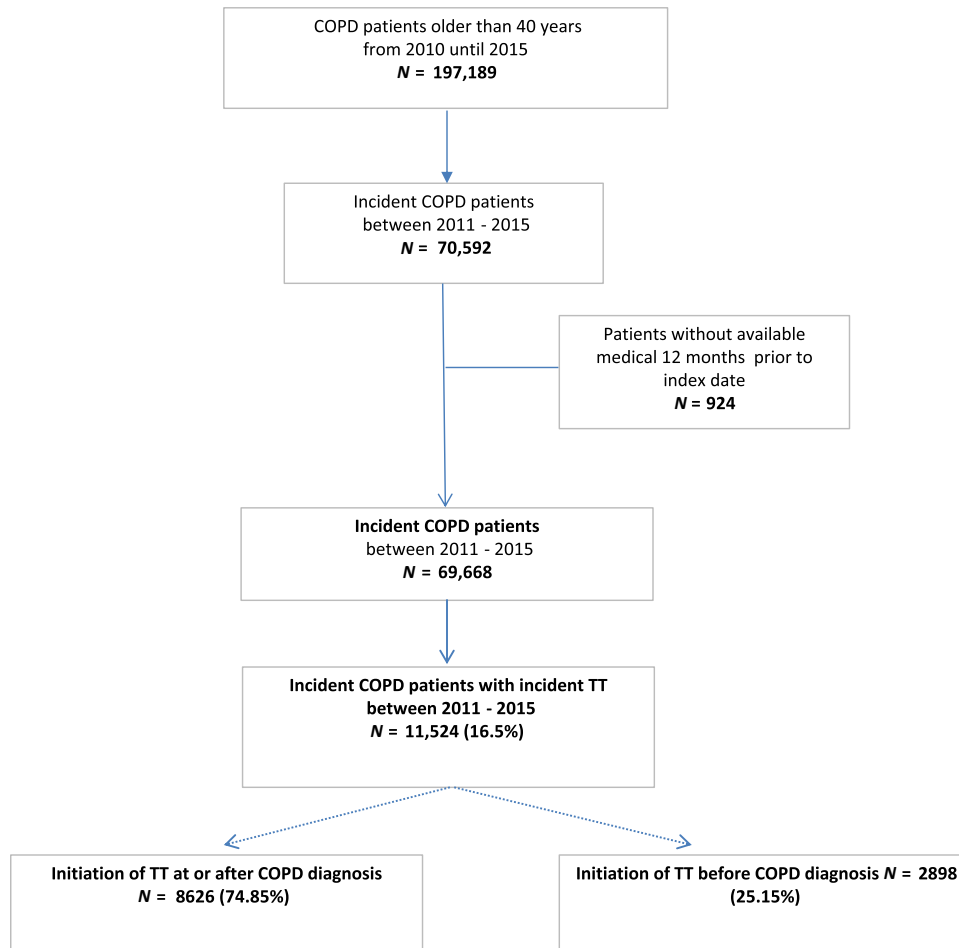 COPD patients older than 40 years
from 2010 until 2015
N = 197,189
Incident COPD patients
between 2011 - 2015
N = 70,592
Patients without available
medical 12 months prior to
index date
N = 924
Incident COPD patients
between 2011 - 2015
N = 69,668
Incident COPD patients with incident TT
between 2011 - 2015
N = 11,524 (16.5%)
Initiation of TT at or after COPD diagnosis
N = 8626 (74.85%)
Initiation of TT before COPD diagnosis N = 2898
(25.15%)